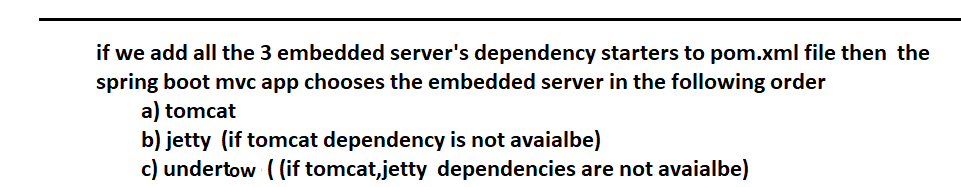 if we add all the 3 embedded server's dependency starters to pom.xml file then  the
spring boot mvc app chooses the embedded server in the following order
a) tomcat
b) jetty  (if tomcat dependency is not avaialbe)
c) undertow  ( (if tomcat,jetty  dependencies are not avaialbe)